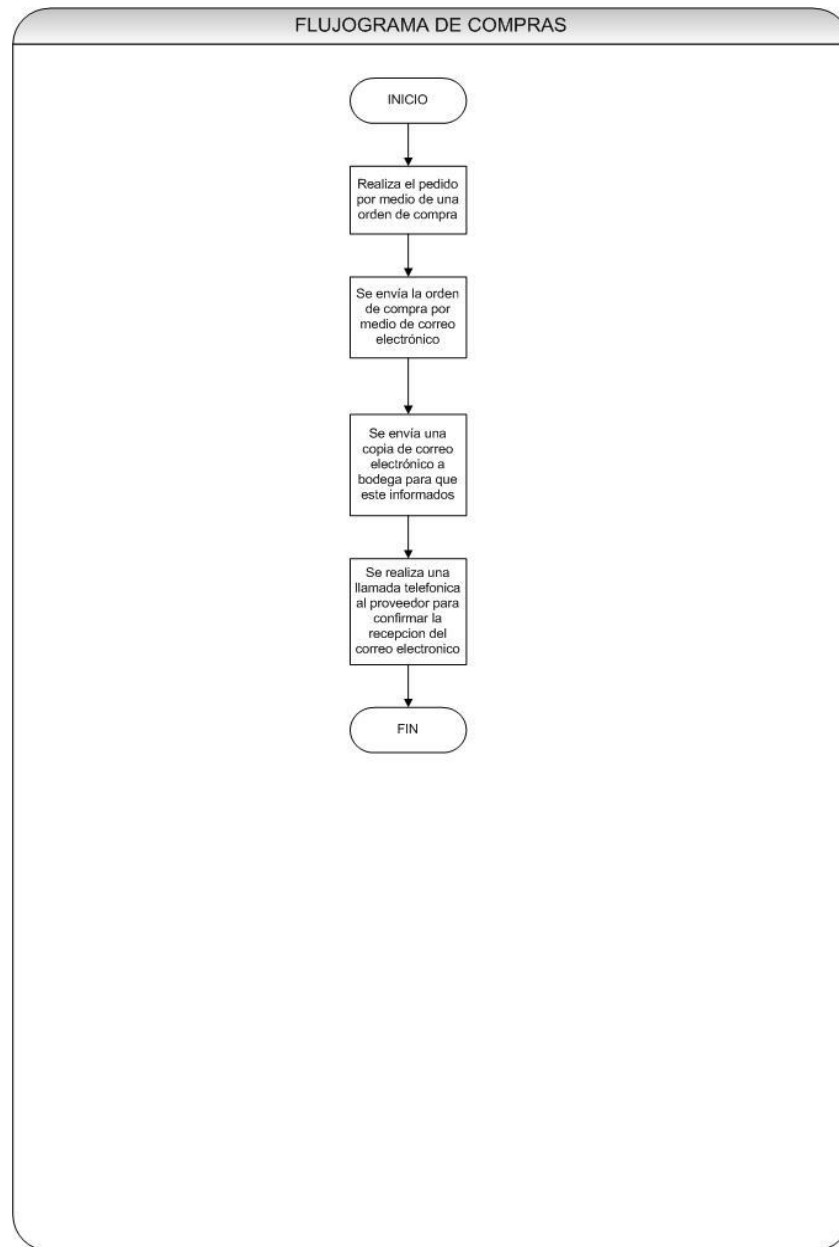 FLUJOGRAMA DE COMPRAS
INICIO
Realiza el pedido
por medio de una
orden de compra
Se envía la orden
de compra por
medio de correo
electrónico
Se envía una
copia de correo
electrónico a
bodega para que
este informados
Se realiza una
llamada telefonica
al proveedor para
confirmar la
recepcion del
correo electronico
FIN